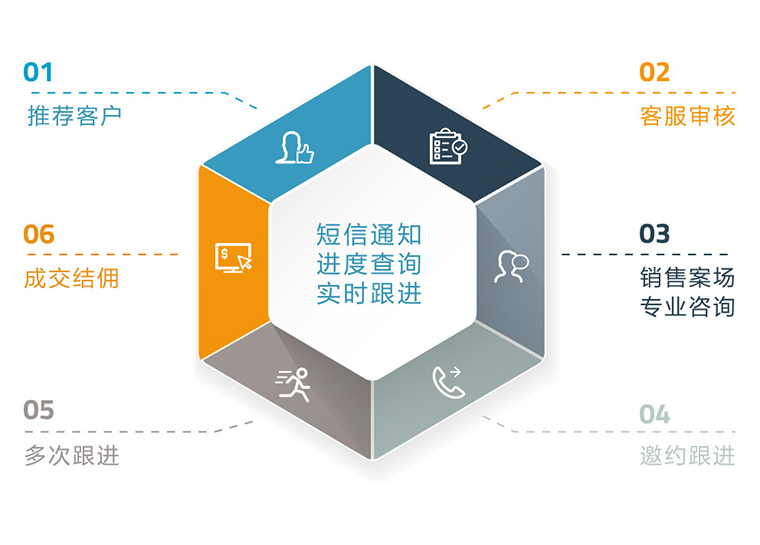 01
推荐客户
02
客服审核
03
销售案场
专业咨询
04
邀约跟进
05
多次跟进
06
成交结佣
短信通知
进度查询
实时跟进
$